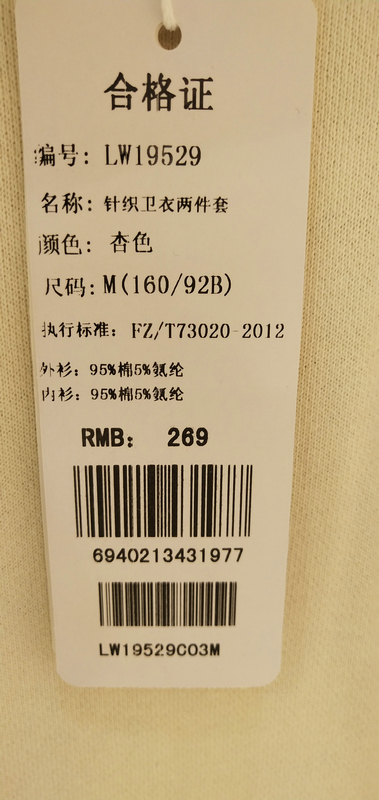 合格证
编号: LW19529
名称: 针织卫衣两件套
颜色: 杏色
尺码: M(160/92B)
执行标准: FZ/T73020-2012
外衫: 95%棉5%氨纶
内衫: 95%棉5%氨纶
RMB: 269
6940213431977
LW19529C03M